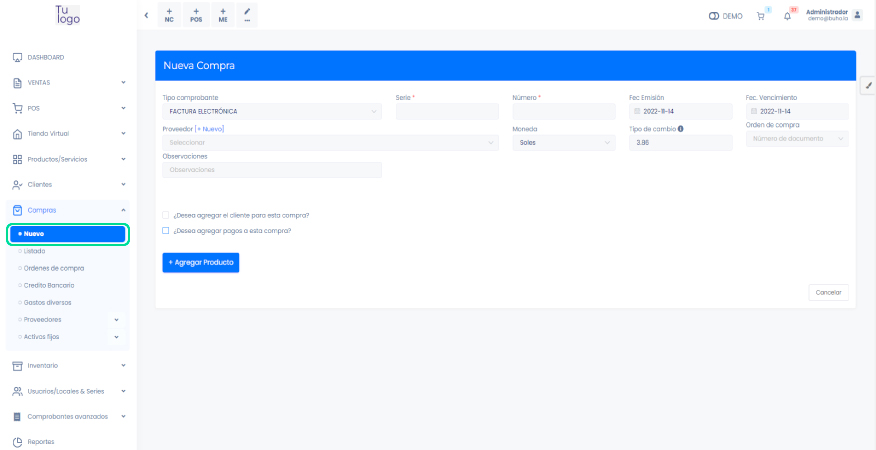 Tu
logo
+ NC
+ POS
+ ME
...
DEMO
1
37
Administrador
demo@buho.la
DASHBOARD
VENTAS
POS
Tienda Virtual
Productos/Servicios
Clientes
Compras
Nuevo
Listado
Ordenes de compra
Credito Bancario
Gastos diversos
Proveedores
Activos fijos
Inventario
Usuarios/Locales & Series
Comprobantes avanzados
Reportes
Nueva Compra
Tipo comprobante
FACTURA ELECTRÓNICA
Serie *
Número *
Fec Emisión
2022-11-14
Fec. Vencimiento
2022-11-14
Proveedor [+ Nuevo]
Seleccionar
Moneda
Soles
Tipo de cambio
3.86
Orden de compra
Número de documento
Observaciones
Observaciones
¿Desea agregar el cliente para esta compra?
¿Desea agregar pagos a esta compra?
+ Agregar Producto
Cancelar